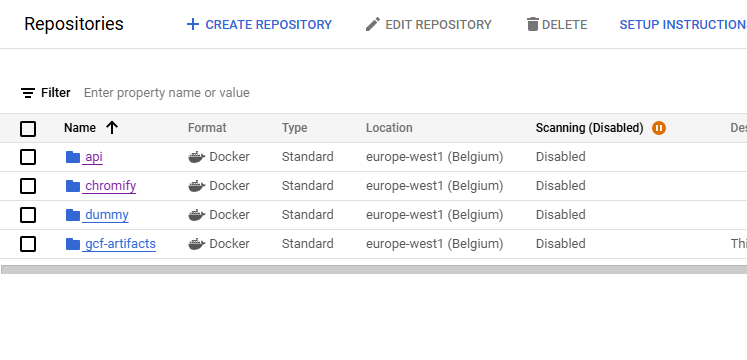 Repositories CREATE REPOSITORY EDIT REPOSITORY DELETE SETUP INSTRUCTION
Filter Enter property name or value
Name Format Type Location Scanning (Disabled) Des
api Docker Standard europe-west1 (Belgium) Disabled
chromify Docker Standard europe-west1 (Belgium) Disabled
dummy Docker Standard europe-west1 (Belgium) Disabled
gcf-artifacts Docker Standard europe-west1 (Belgium) Disabled Thi